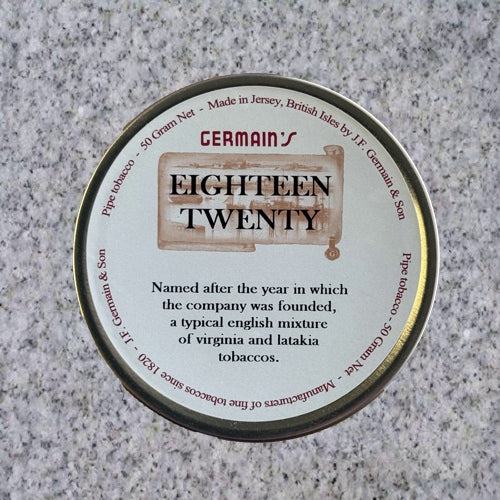 Pipe tobacco - 50 Gram Net - Made in Jersey, British Isles by J.F. Germain & Son
GERMAIN'S
EIGHTEEN
TWENTY
G
Named after the year in which
the company was founded,
a typical english mixture
of virginia and latakia
tobaccos.
Pipe tobacco - 50 Gram Net - Manufacturers of fine tobaccos since 1820 - J.F. Germain & Son